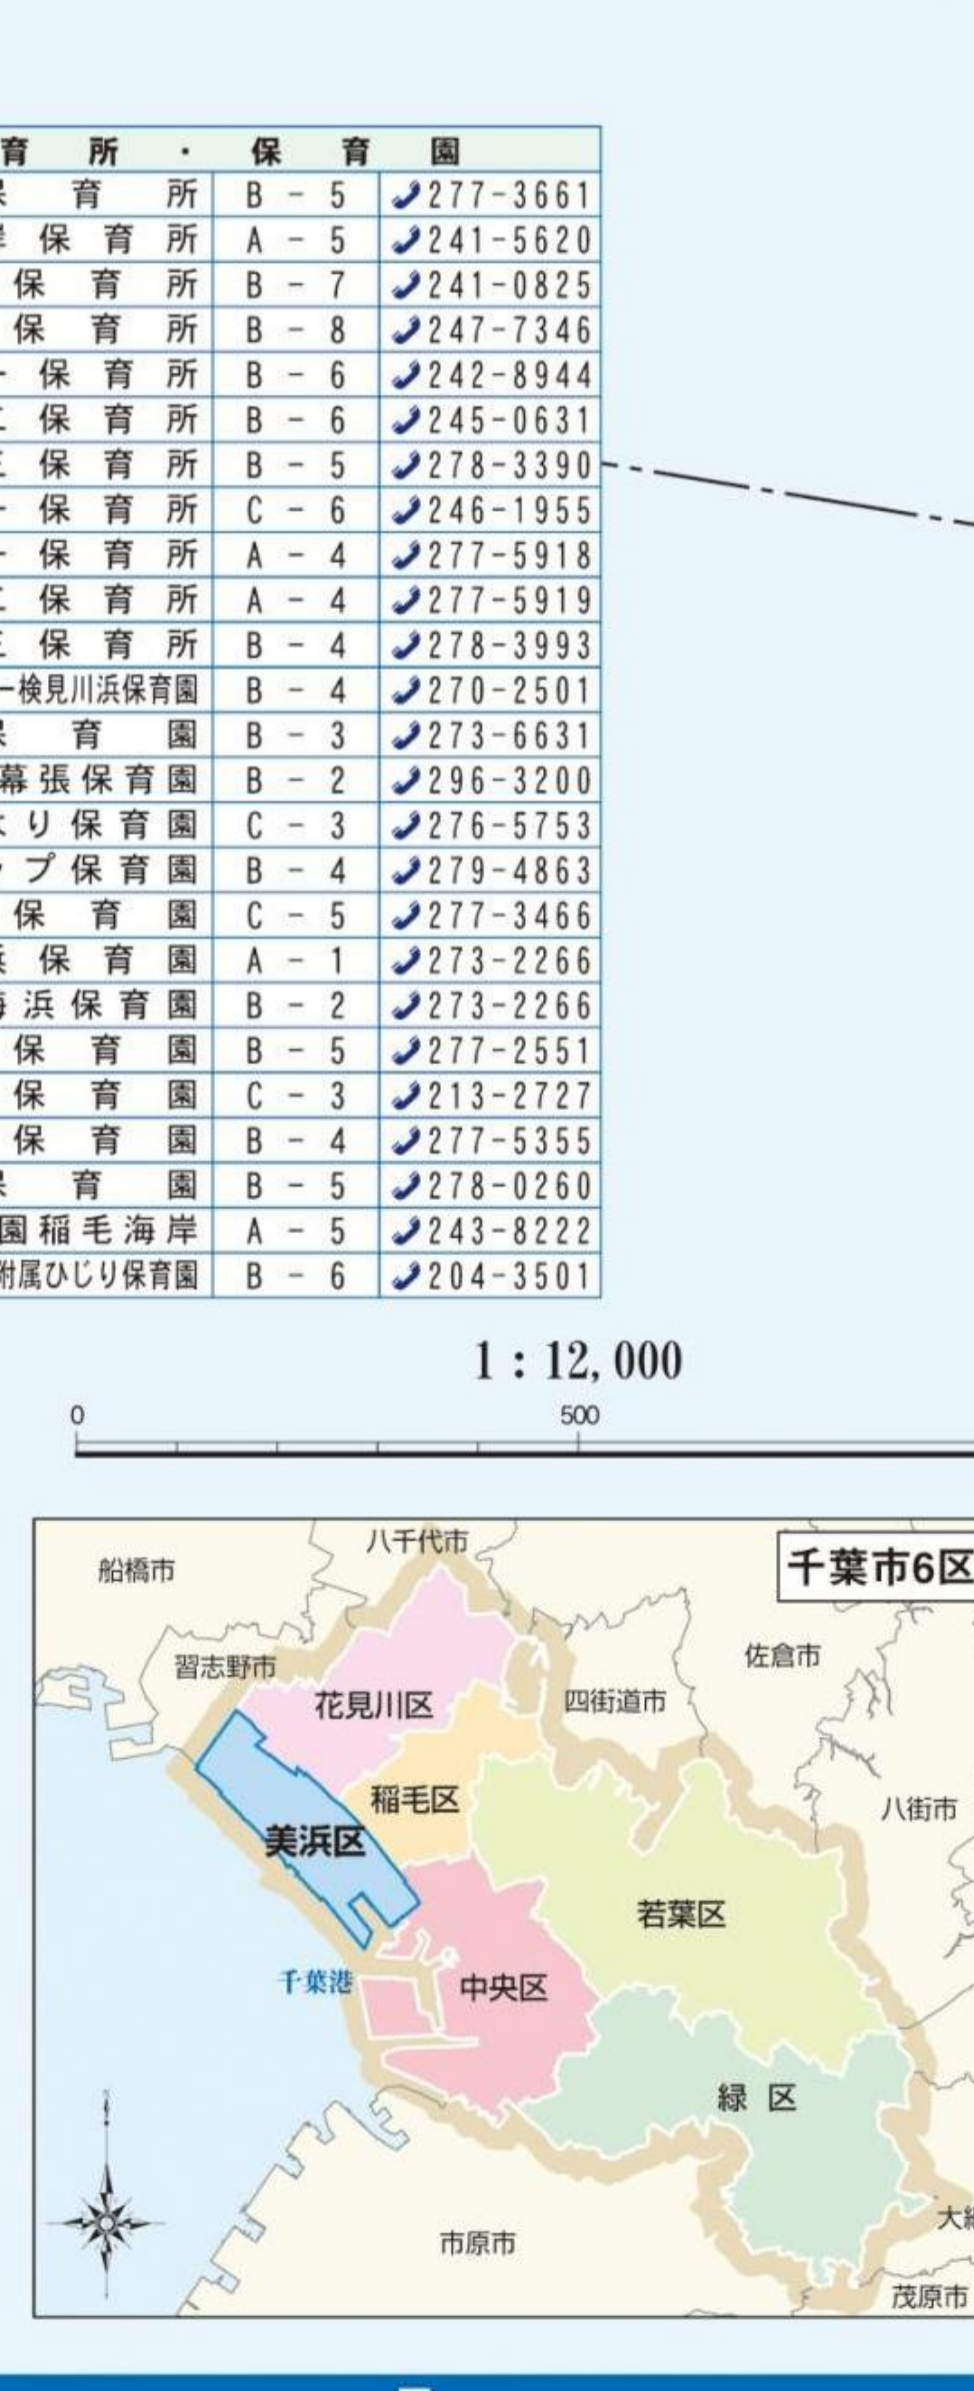 育所・保育園
育所 B-5 277-3661
保育所 A-5 241-5620
保育所 B-7 241-0825
保育所 B-8 247-7346
保育所 B-6 242-8944
保育所 B-6 245-0631
保育所 B-5 278-3390
保育所 C-6 246-1955
保育所 A-4 277-5918
保育所 A-4 277-5919
保育所 B-4 278-3993
ー検見川浜保育園 B-4 270-2501
育園 B-3 273-6631
幕張保育園 B-2 296-3200
り保育園 C-3 276-5753
プ保育園 B-4 279-4863
保育園 C-5 277-3466
保育園 A-1 273-2266
浜保育園 B-2 273-2266
保育園 B-5 277-2551
保育園 C-3 213-2727
保育園 B-4 277-5355
育園 B-5 278-0260
園稲毛海岸 A-5 243-8222
附属ひじり保育園 B-6 204-3501
1:12,000
0 500
千葉市6区
八千代市
船橋市
習志野市
佐倉市
四街道市
花見川区
稲毛区
八街市
美浜区
若葉区
千葉港
中央区
緑区
市原市
大網
茂原市